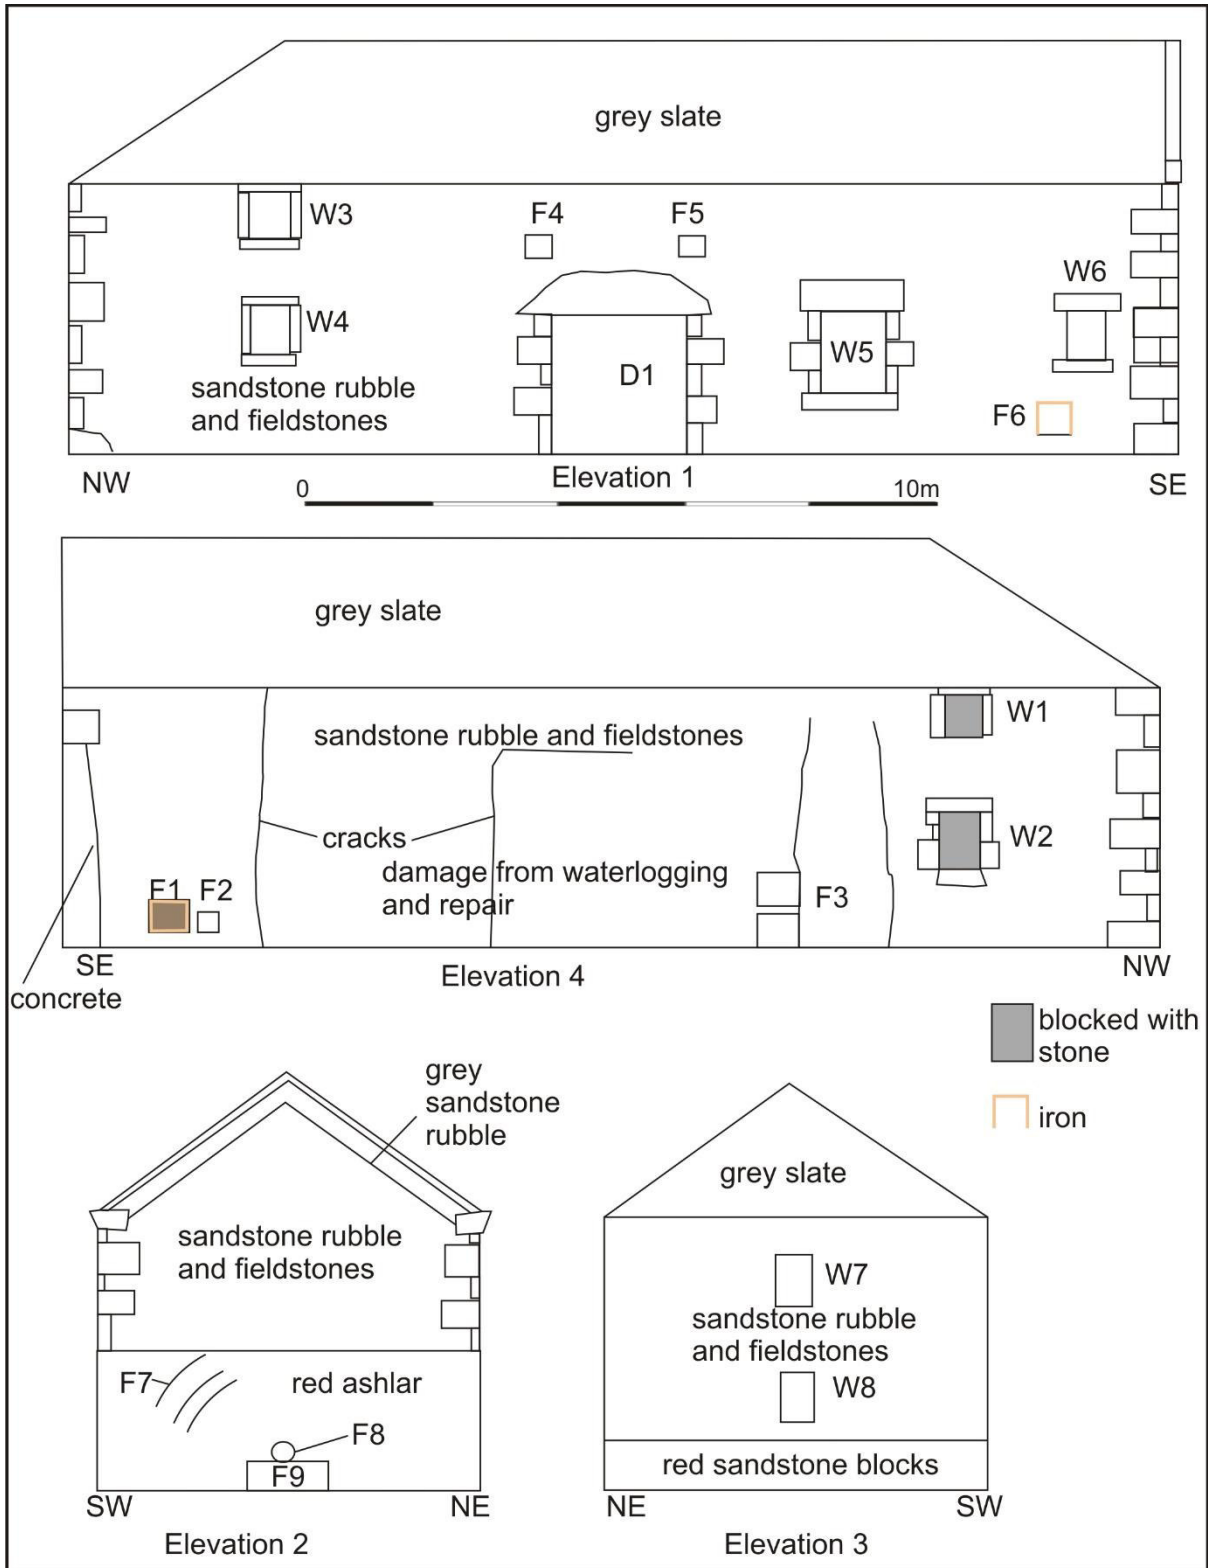 grey slate
W3
F4
F5
W6
W4
W5
D1
sandstone rubble
and fieldstones
F6
NW
Elevation 1
SE
0
10m
grey slate
W1
sandstone rubble and fieldstones
cracks
W2
damage from waterlogging
and repair
F1
F2
F3
SE
Elevation 4
NW
concrete
blocked with
stone
iron
grey
sandstone
rubble
sandstone rubble
and fieldstones
F7
red ashlar
F8
F9
SW
NE
Elevation 2
grey slate
W7
sandstone rubble
and fieldstones
W8
red sandstone blocks
NE
SW
Elevation 3